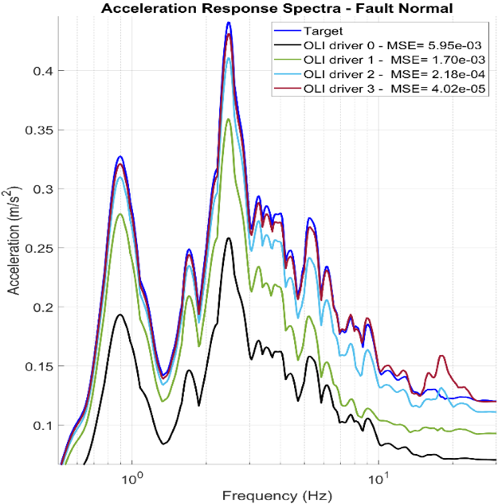 Acceleration Response Spectra - Fault Normal
Target
OLI driver 0 - MSE= 5.95e-03
OLI driver 1 - MSE= 1.70e-03
OLI driver 2 - MSE= 2.18e-04
OLI driver 3 - MSE= 4.02e-05
Acceleration (m/s²)
0.4
0.35
0.3
0.25
0.2
0.15
0.1
10⁰ 10¹
Frequency (Hz)